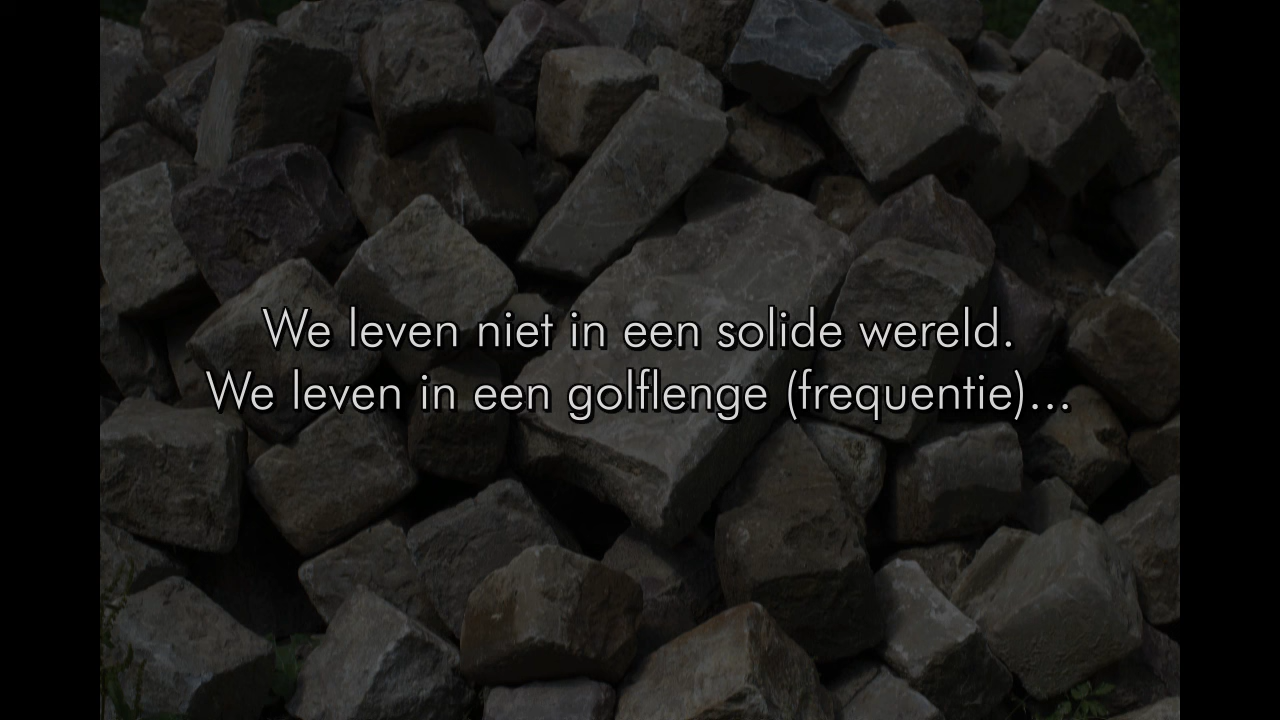 We leven niet in een solide wereld.
We leven in een golflenge (frequentie)...